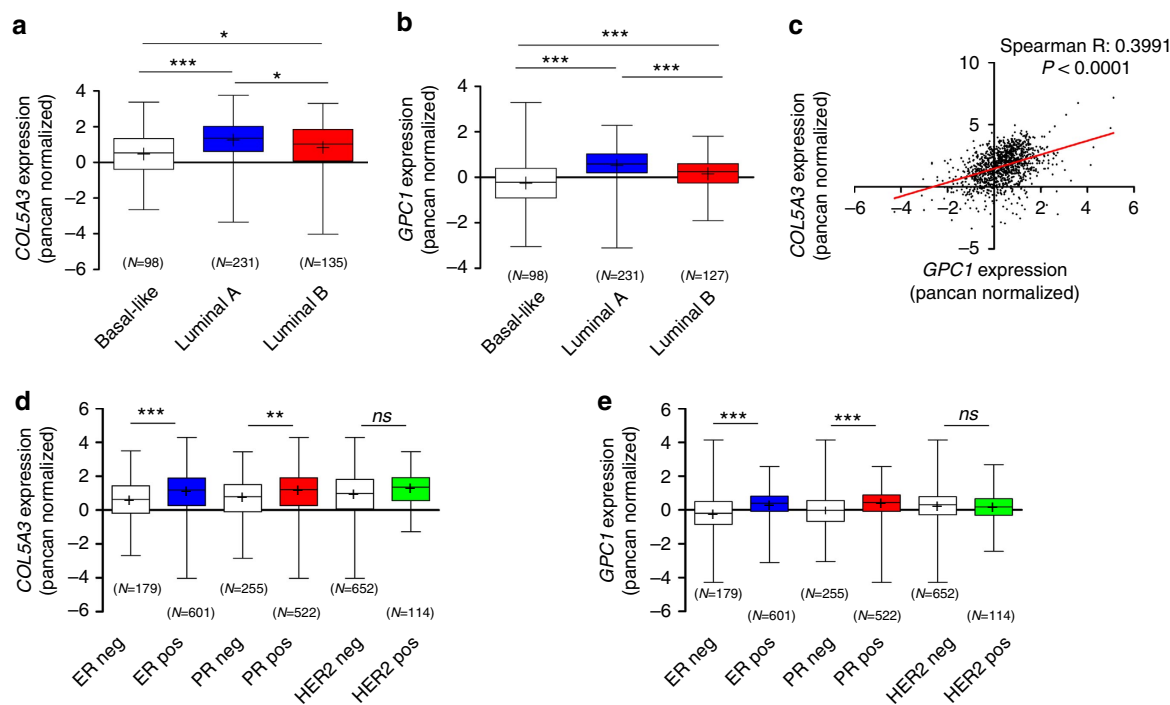 a
*
***
*
COL5A3 expression
(pancan normalized)
4
2
0
−2
−4
−6
(N=98)
(N=231)
(N=135)
Basal-like
Luminal A
Luminal B
b
***
***
***
GPC1 expression
(pancan normalized)
4
2
0
−2
−4
(N=98)
(N=231)
(N=127)
Basal-like
Luminal A
Luminal B
c
Spearman R: 0.3991
P < 0.0001
COL5A3 expression
(pancan normalized)
10
5
−5
−6
−4
−2
2
4
6
GPC1 expression
(pancan normalized)
d
***
**
ns
COL5A3 expression
(pancan normalized)
6
4
2
0
−2
−4
−6
(N=179)
(N=601)
(N=255)
(N=522)
(N=652)
(N=114)
ER neg
ER pos
PR neg
PR pos
HER2 neg
HER2 pos
e
***
***
ns
GPC1 expression
(pancan normalized)
6
4
2
0
−2
−4
−6
(N=179)
(N=601)
(N=255)
(N=522)
(N=652)
(N=114)
ER neg
ER pos
PR neg
PR pos
HER2 neg
HER2 pos